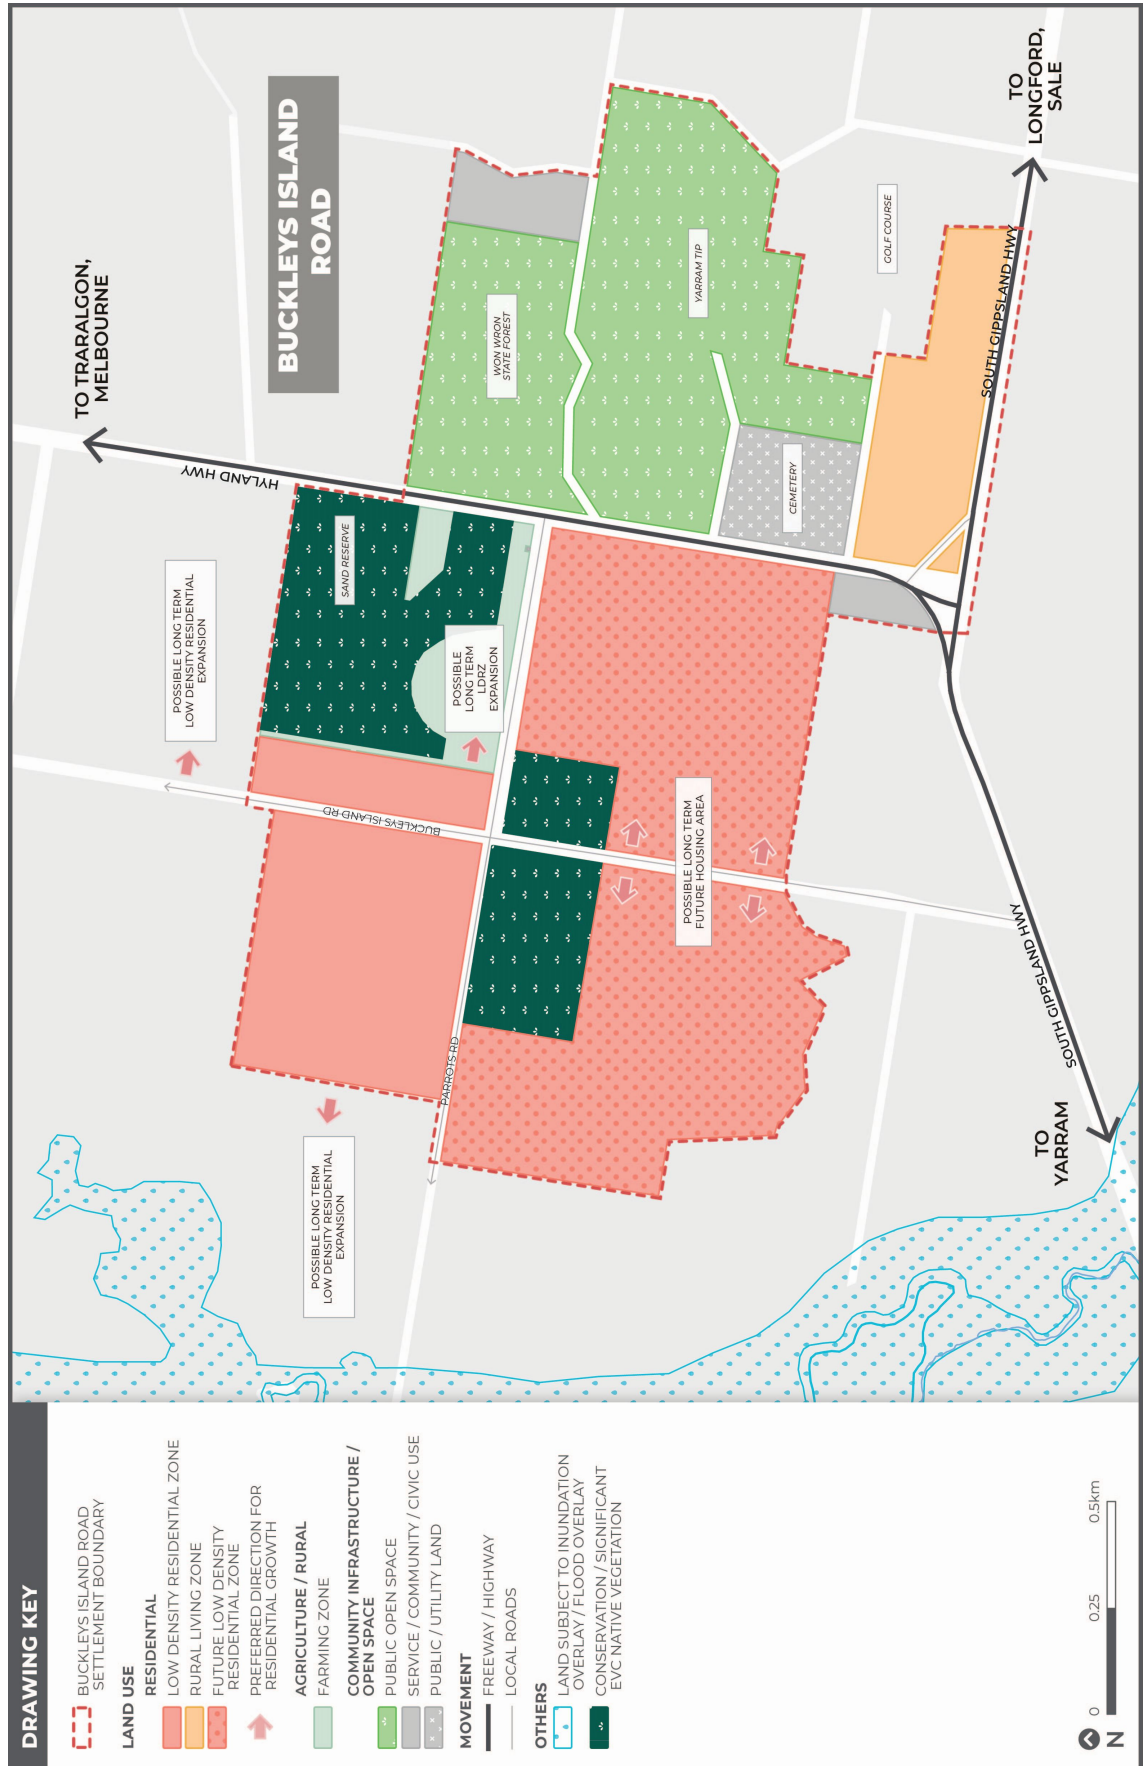 DRAWING KEY
BUCKLEYS ISLAND ROAD
SETTLEMENT BOUNDARY
LAND USE
RESIDENTIAL
LOW DENSITY RESIDENTIAL ZONE
RURAL LIVING ZONE
FUTURE LOW DENSITY
RESIDENTIAL ZONE
PREFERRED DIRECTION FOR
RESIDENTIAL GROWTH
AGRICULTURE / RURAL
FARMING ZONE
COMMUNITY INFRASTRUCTURE /
OPEN SPACE
PUBLIC OPEN SPACE
SERVICE / COMMUNITY / CIVIC USE
PUBLIC / UTILITY LAND
MOVEMENT
FREEWAY / HIGHWAY
LOCAL ROADS
OTHERS
LAND SUBJECT TO INUNDATION
OVERLAY / FLOOD OVERLAY
CONSERVATION / SIGNIFICANT
EVC NATIVE VEGETATION
N
0
0.25
0.5km
TO TRARALGON,
MELBOURNE
BUCKLEYS ISLAND
ROAD
HYLAND HWY
POSSIBLE LONG TERM
LOW DENSITY RESIDENTIAL
EXPANSION
POSSIBLE LONG TERM
LOW DENSITY RESIDENTIAL
EXPANSION
SAND RESERVE
BUCKLEYS ISLAND RD
POSSIBLE
LONG TERM
LDRZ
EXPANSION
WON WRON
STATE FOREST
PARROTS RD
YARRAM TIP
POSSIBLE LONG TERM
FUTURE HOUSING AREA
CEMETERY
GOLF COURSE
SOUTH GIPPSLAND HWY
TO
LONGFORD,
SALE
SOUTH GIPPSLAND HWY
TO
YARRAM